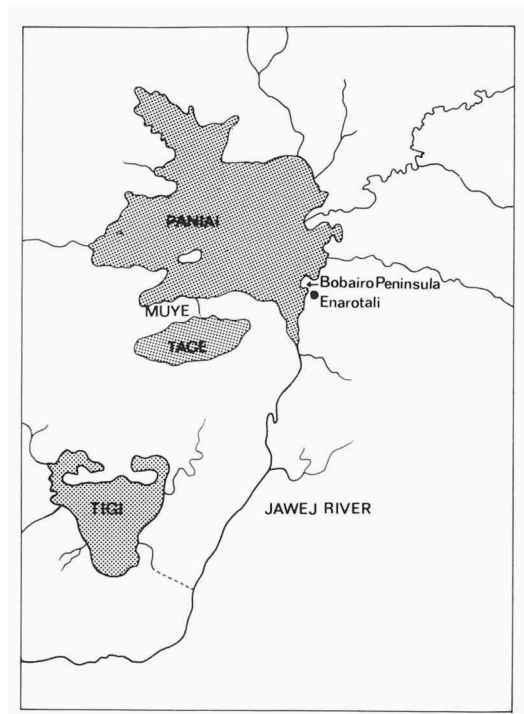 PANIAI
Bobairo Peninsula
Enarotali
MUYE
TAGE
TIGI
JAWEJ RIVER